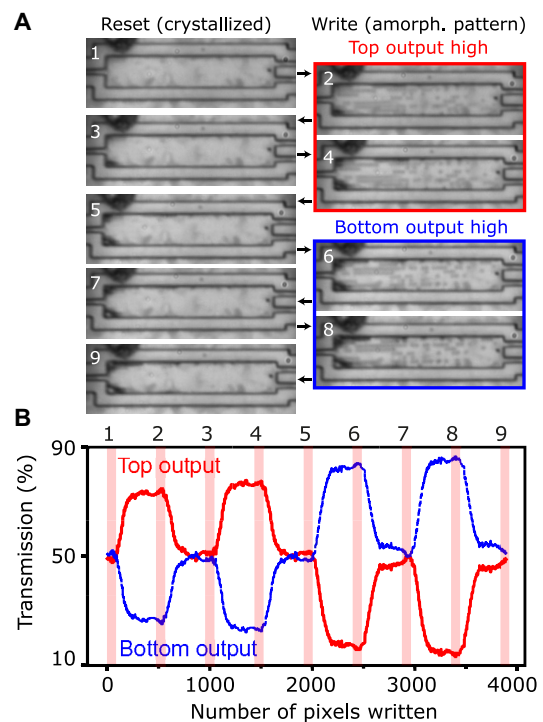 A
Reset (crystallized)
Write (amorph. pattern)
Top output high
1
2
3
4
5
Bottom output high
6
7
8
9
B
1 2 3 4 5 6 7 8 9
90
Top output
Transmission (%)
50
Bottom output
10
0 1000 2000 3000 4000
Number of pixels written